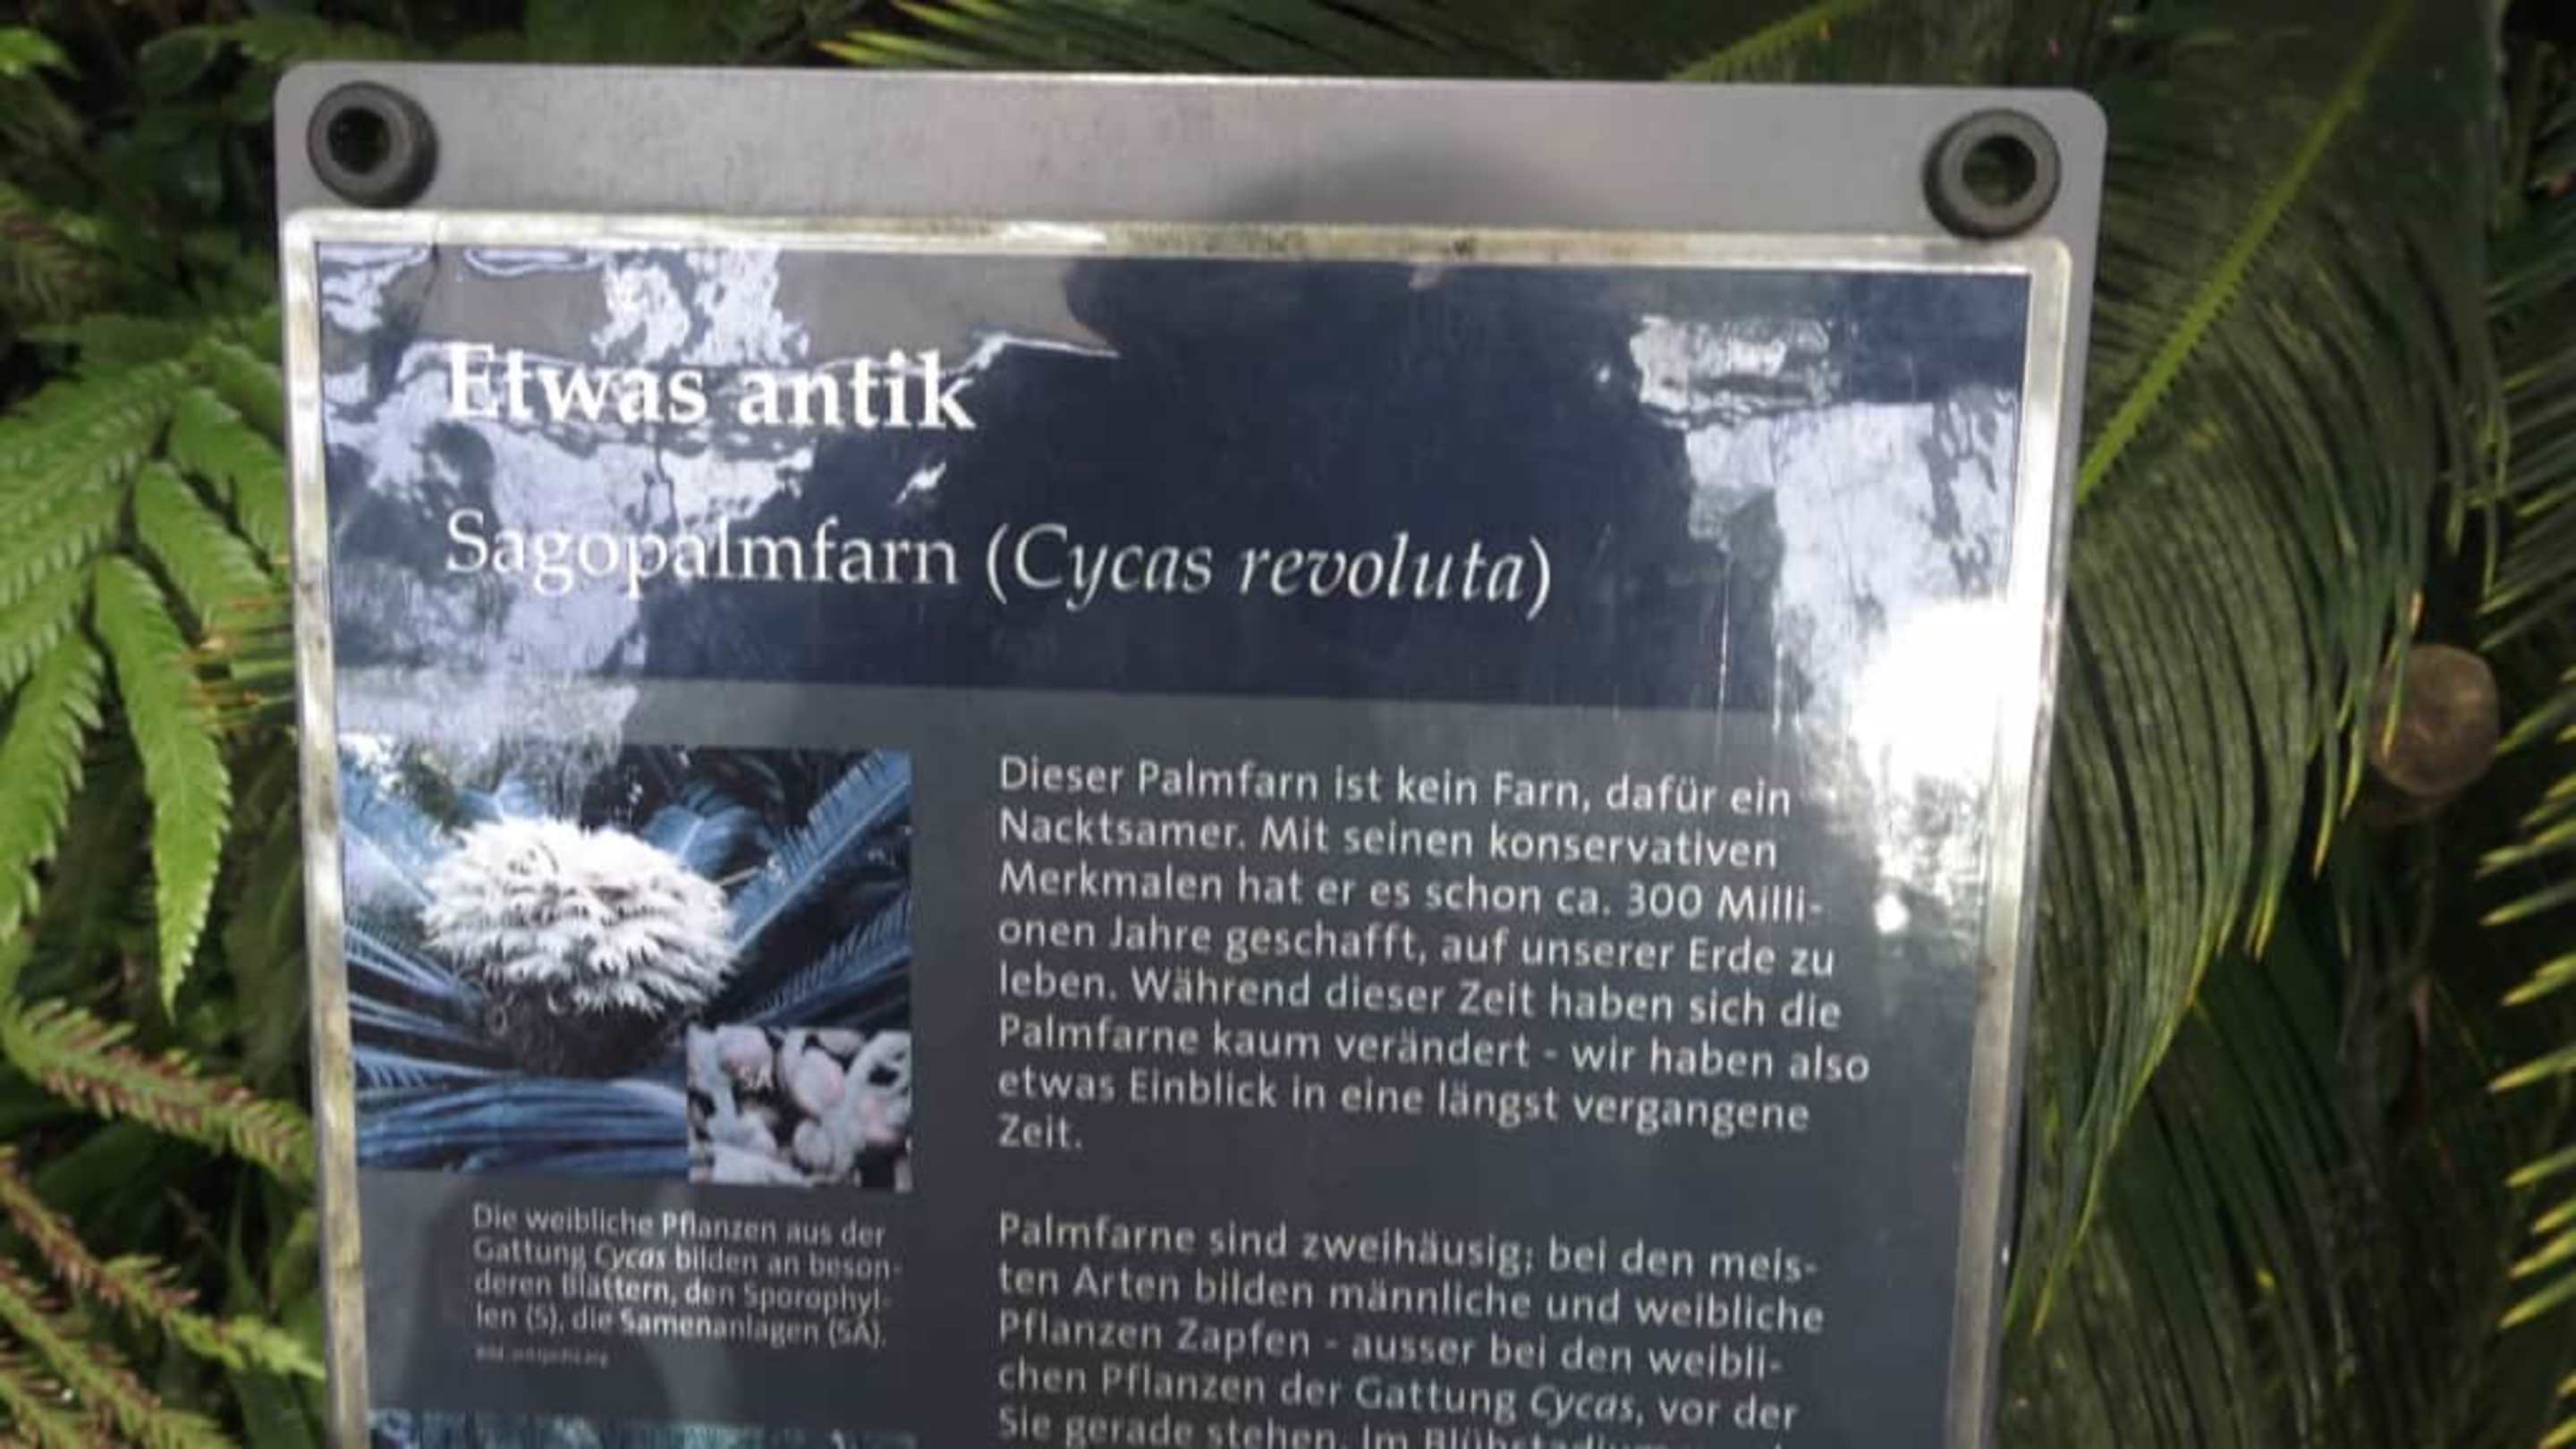 Etwas antik
Sagopalmfarn (Cycas revoluta)
Dieser Palmfarn ist kein Farn, dafür ein
Nacktsamer. Mit seinen konservativen
Merkmalen hat er es schon ca. 300 Milli-
onen Jahre geschafft, auf unserer Erde zu
leben. Während dieser Zeit haben sich die
Palmfarne kaum verändert - wir haben also
etwas Einblick in eine längst vergangene
Zeit.
Die weibliche Pflanzen aus der
Gattung Cycas bilden an beson-
deren Blättern, den Sporophyl-
len (S), die Samenanlagen (SA).
Palmfarne sind zweihäusig; bei den meis-
ten Arten bilden männliche und weibliche
Pflanzen Zapfen - ausser bei den weibli-
chen Pflanzen der Gattung Cycas, vor der
Sie gerade stehen. Im